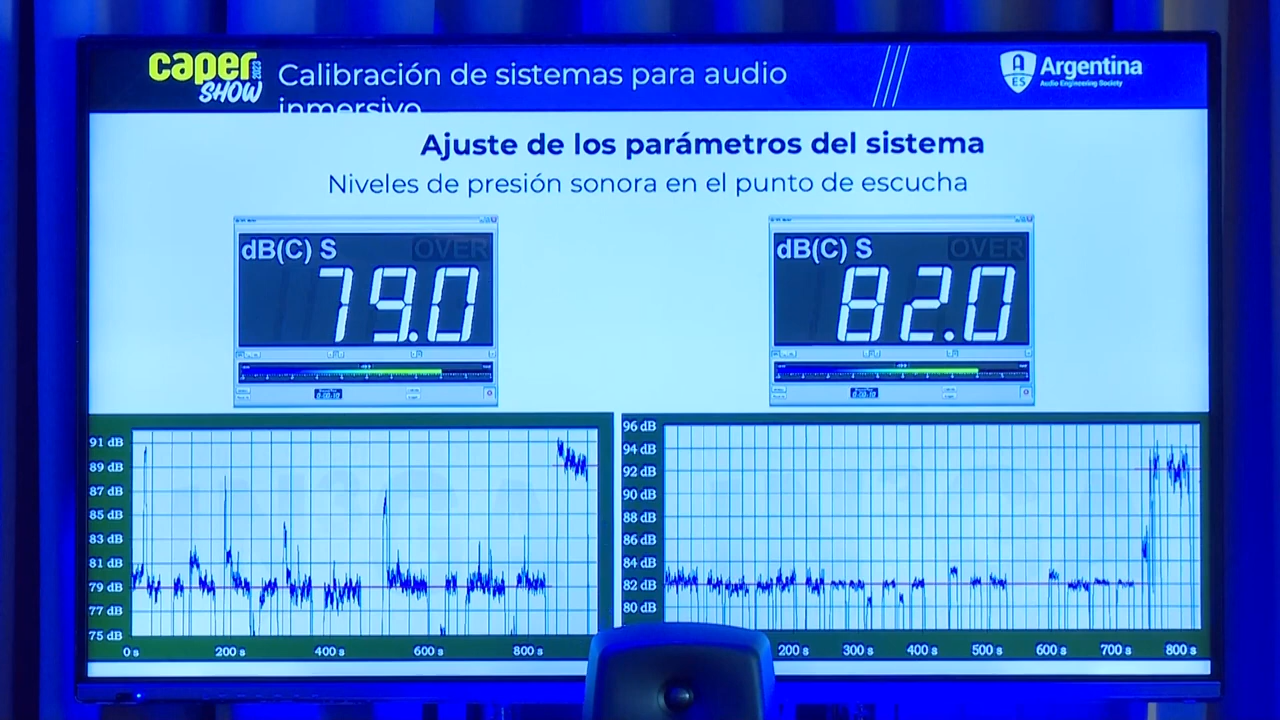 caper 2023
SHOW
Calibración de sistemas para audio
inmersivo
A
ES
Argentina
Audio Engineering Society
Ajuste de los parámetros del sistema
Niveles de presión sonora en el punto de escucha
dB(C) S OVER
79.0
dB(C) S OVER
82.0
91 dB
89 dB
87 dB
85 dB
83 dB
81 dB
79 dB
77 dB
75 dB
0 s 200 s 400 s 600 s 800 s
96 dB
94 dB
92 dB
90 dB
88 dB
86 dB
84 dB
82 dB
80 dB
200 s 300 s 400 s 500 s 600 s 700 s 800 s